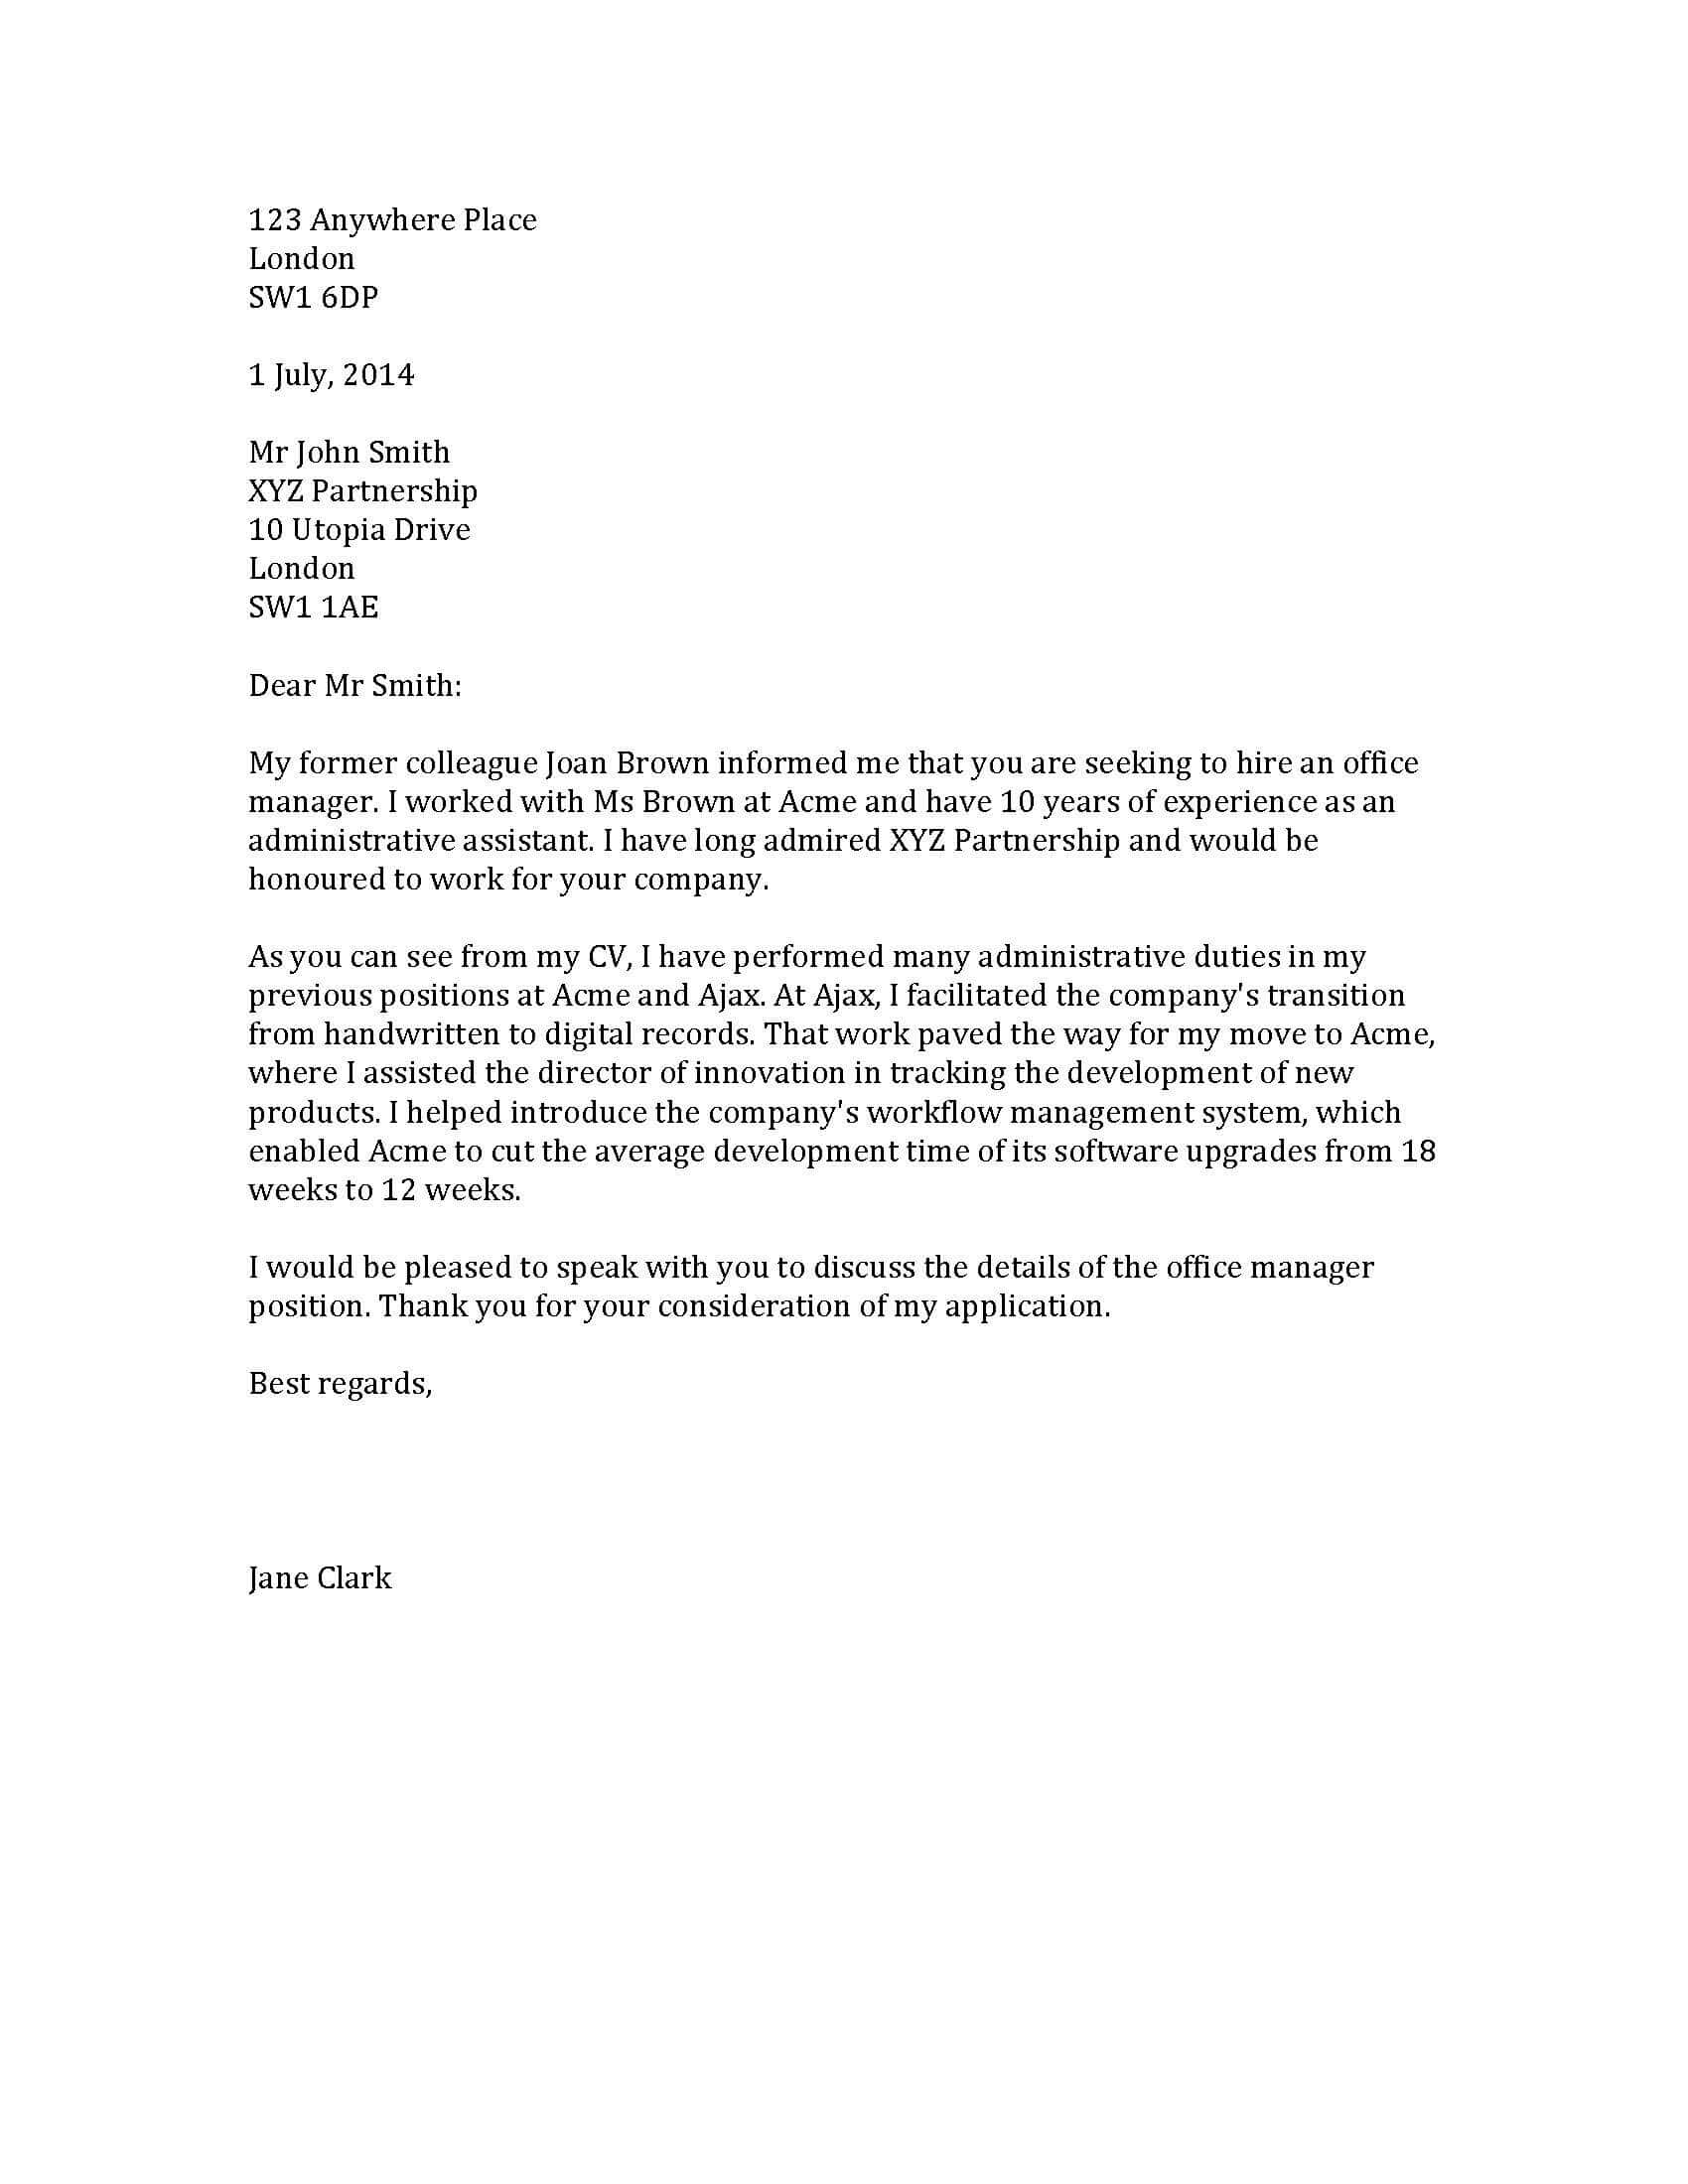 123 Anywhere Place
London
SW1 6DP
1 July, 2014
Mr John Smith
XYZ Partnership
10 Utopia Drive
London
SW1 1AE
Dear Mr Smith:
My former colleague Joan Brown informed me that you are seeking to hire an office
manager. I worked with Ms Brown at Acme and have 10 years of experience as an
administrative assistant. I have long admired XYZ Partnership and would be
honoured to work for your company.
As you can see from my CV, I have performed many administrative duties in my
previous positions at Acme and Ajax. At Ajax, I facilitated the company's transition
from handwritten to digital records. That work paved the way for my move to Acme,
where I assisted the director of innovation in tracking the development of new
products. I helped introduce the company's workflow management system, which
enabled Acme to cut the average development time of its software upgrades from 18
weeks to 12 weeks.
I would be pleased to speak with you to discuss the details of the office manager
position. Thank you for your consideration of my application.
Best regards,
Jane Clark